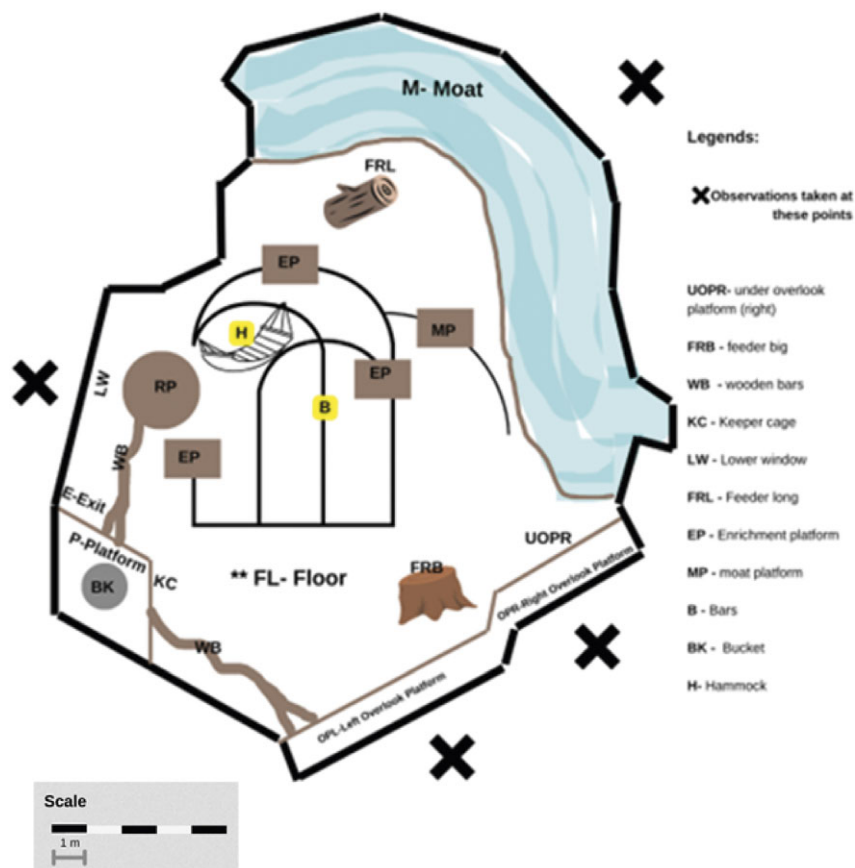 M- Moat
FRL
EP
H
MP
EP
RP
B
LW
WB
EP
E-Exit
P-Platform
KC
BK
** FL- Floor
FRB
UOPR
OPR-Right Overlook Platform
WB
OPL-Left Overlook Platform
Legends:
Observations taken at
these points
UOPR- under overlook
platform (right)
FRB - feeder big
WB - wooden bars
KC - Keeper cage
LW - Lower window
FRL - Feeder long
EP - Enrichment platform
MP - moat platform
B - Bars
BK - Bucket
H- Hammock
Scale
1 m